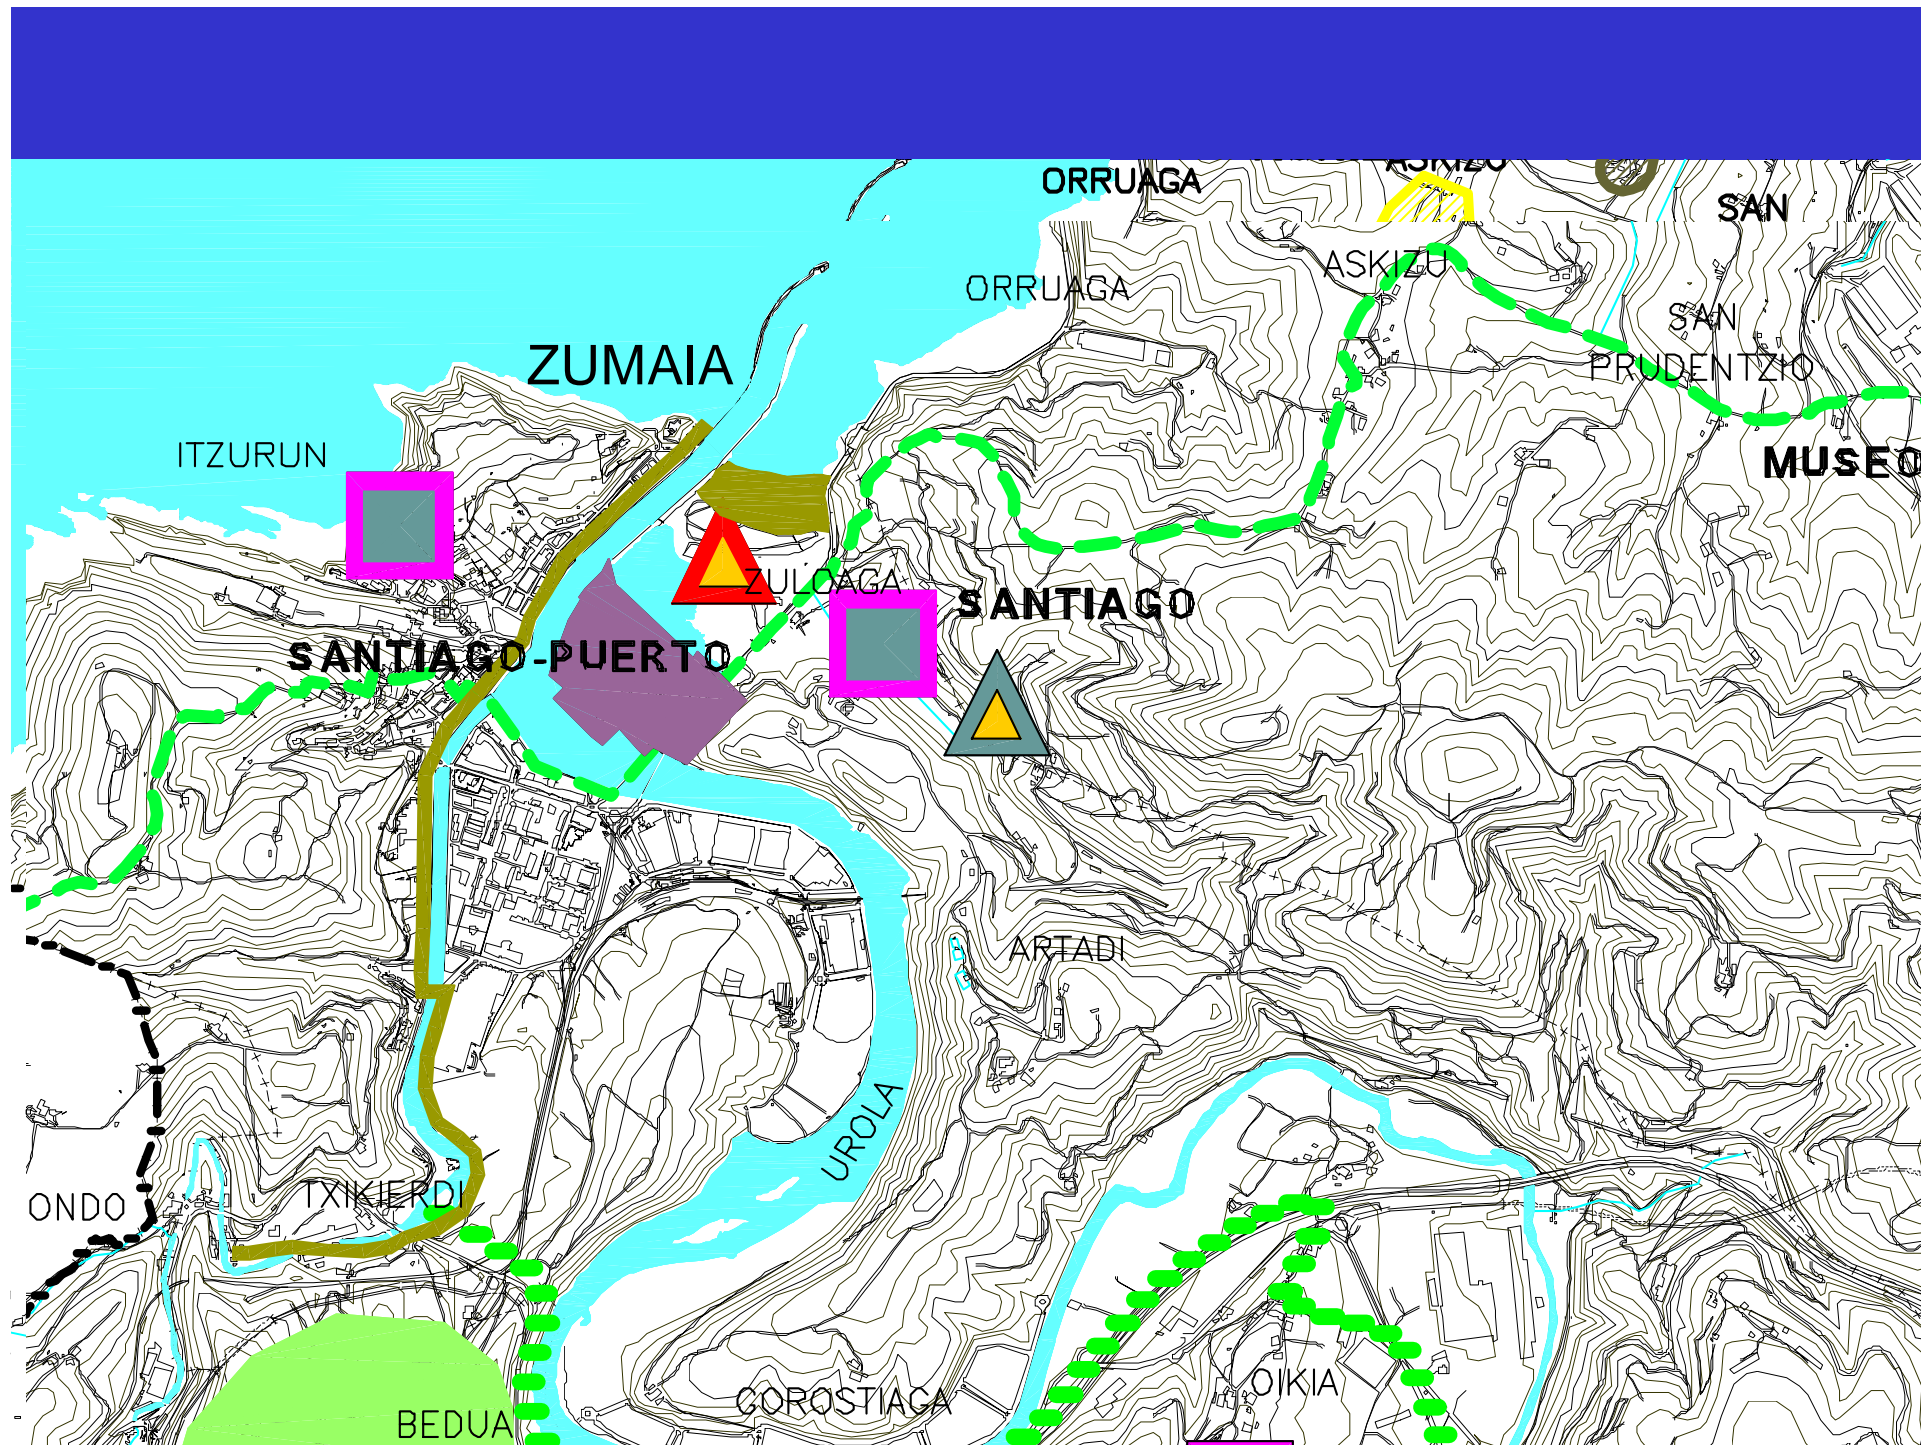 ASKIZU
ORRUAGA
SAN
ASKIZU
ORRUAGA
SAN
PRUDENTZIO
ZUMAIA
ITZURUN
MUSEO
ZULOAGA
SANTIAGO
SANTIAGO-PUERTO
ARTADI
UROLA
TXIKIERDI
ONDO
OIKIA
GOROSTIAGA
BEDUA